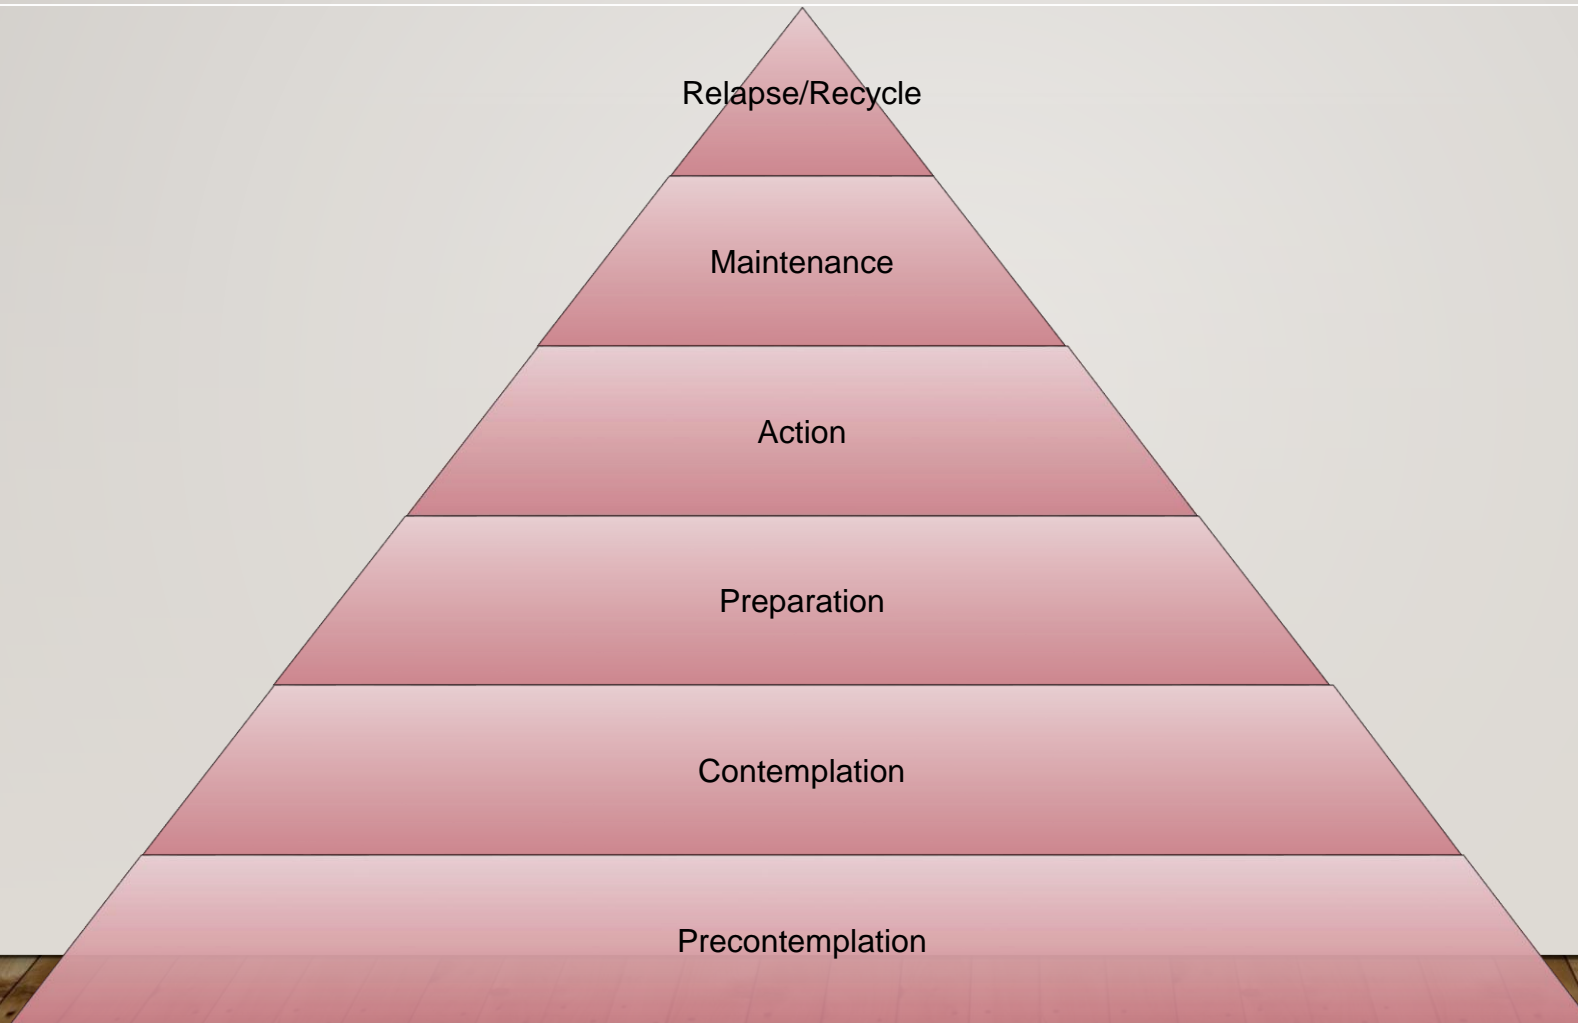 Relapse/Recycle
Maintenance
Action
Preparation
Contemplation
Precontemplation